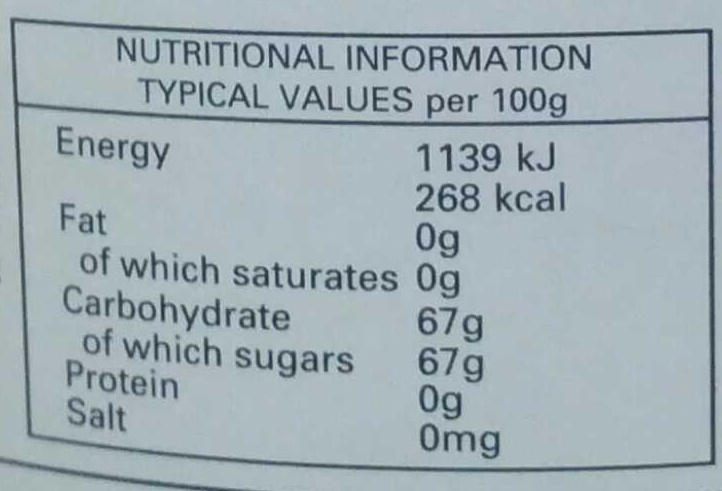 NUTRITIONAL INFORMATION
TYPICAL VALUES per 100g
Energy 1139 kJ
268 kcal
Fat 0g
of which saturates 0g
Carbohydrate 67g
of which sugars 67g
Protein 0g
Salt 0mg